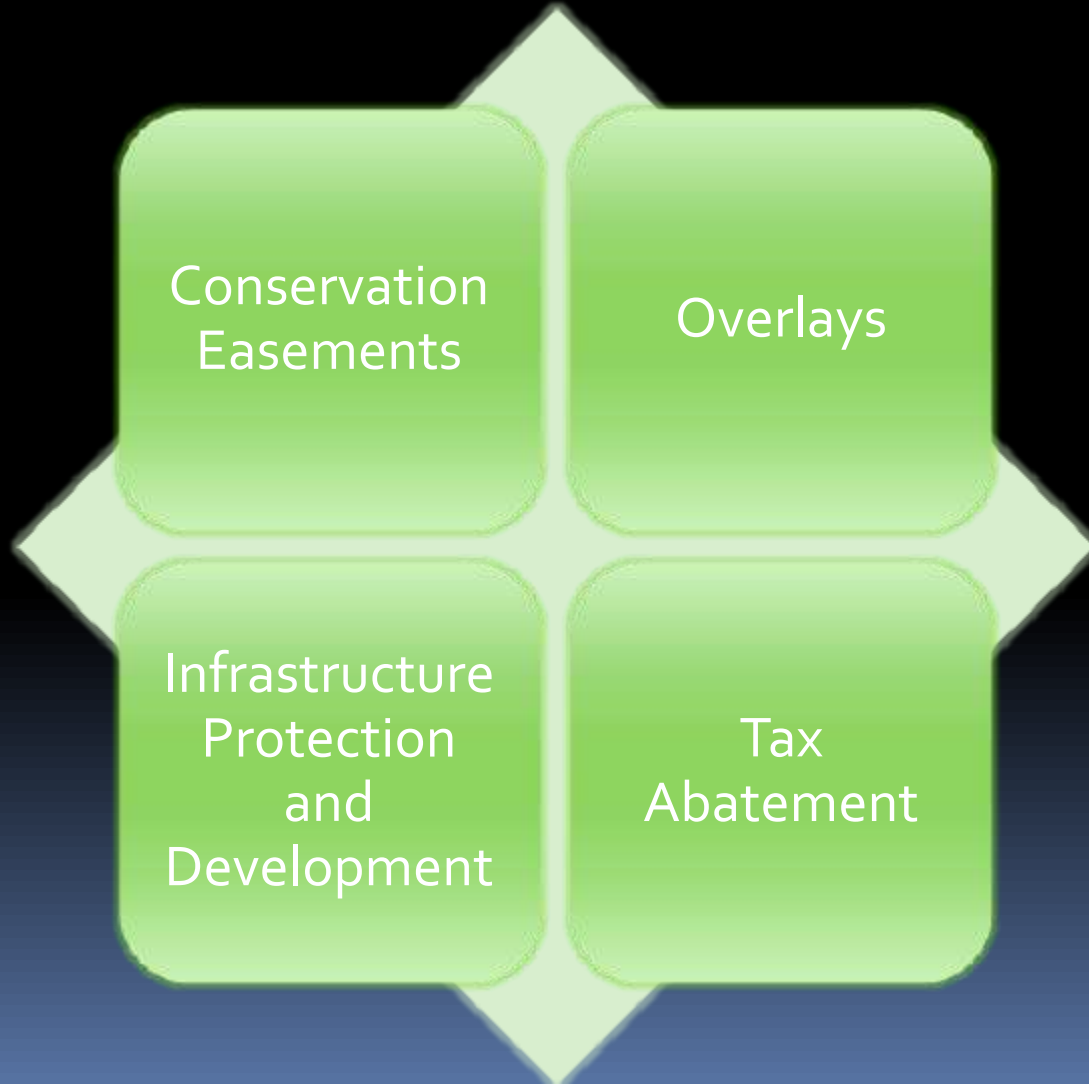 Conservation
Easements
Overlays
Infrastructure
Protection
and
Development
Tax
Abatement